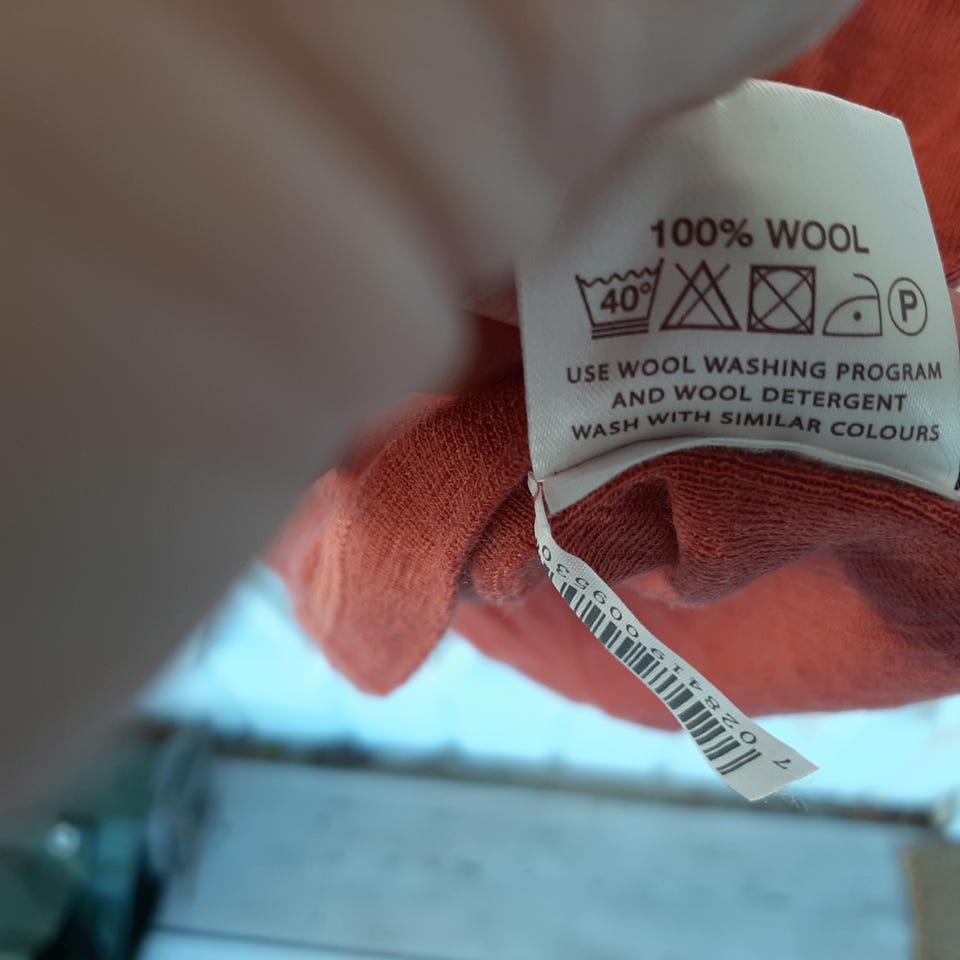 100% WOOL
40°
P
USE WOOL WASHING PROGRAM
AND WOOL DETERGENT
WASH WITH SIMILAR COLOURS